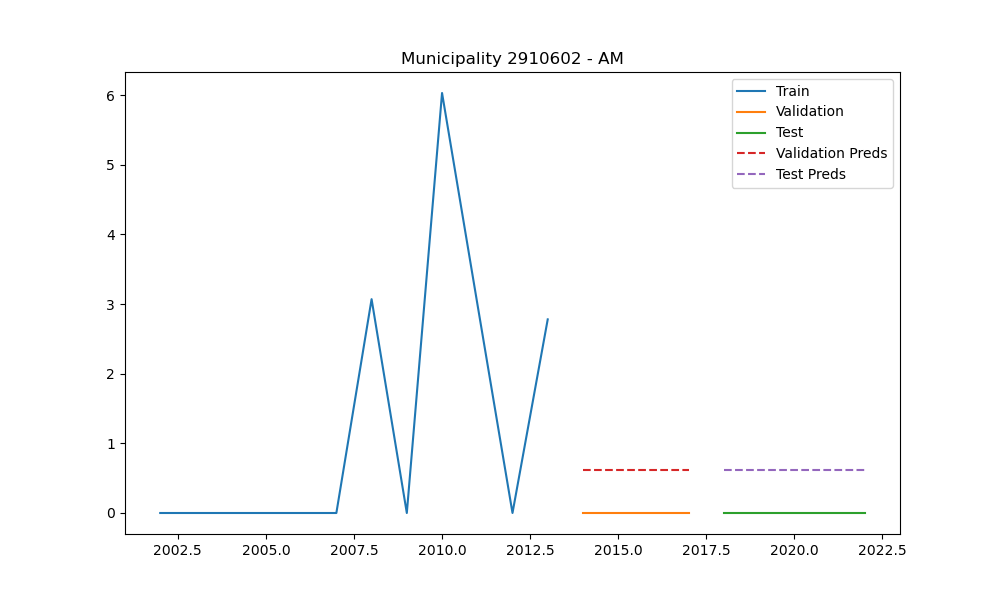 Municipality 2910602 - AM
Train
Validation
Test
Validation Preds
Test Preds
6
5
4
3
2
1
0
2002.5 2005.0 2007.5 2010.0 2012.5 2015.0 2017.5 2020.0 2022.5